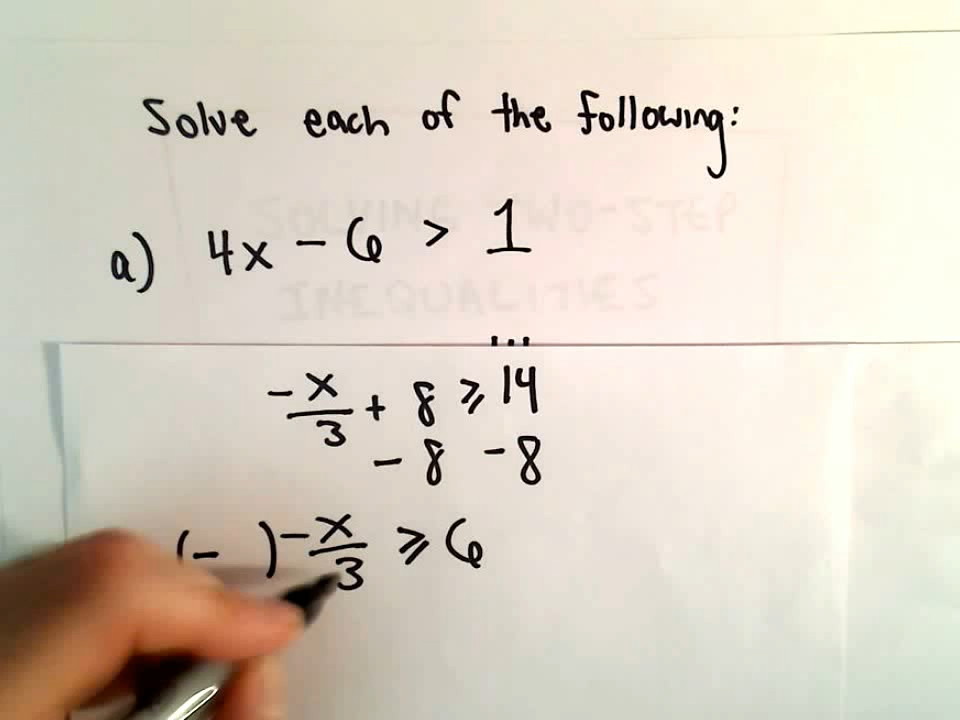 Solve each of the following:
SOLVING TWO-STEP
a) 4x - 6 > 1
INEQUALITIES
-x/3 + 8 ≥ 14
- 8 - 8
(- ) -x/3 ≥ 6